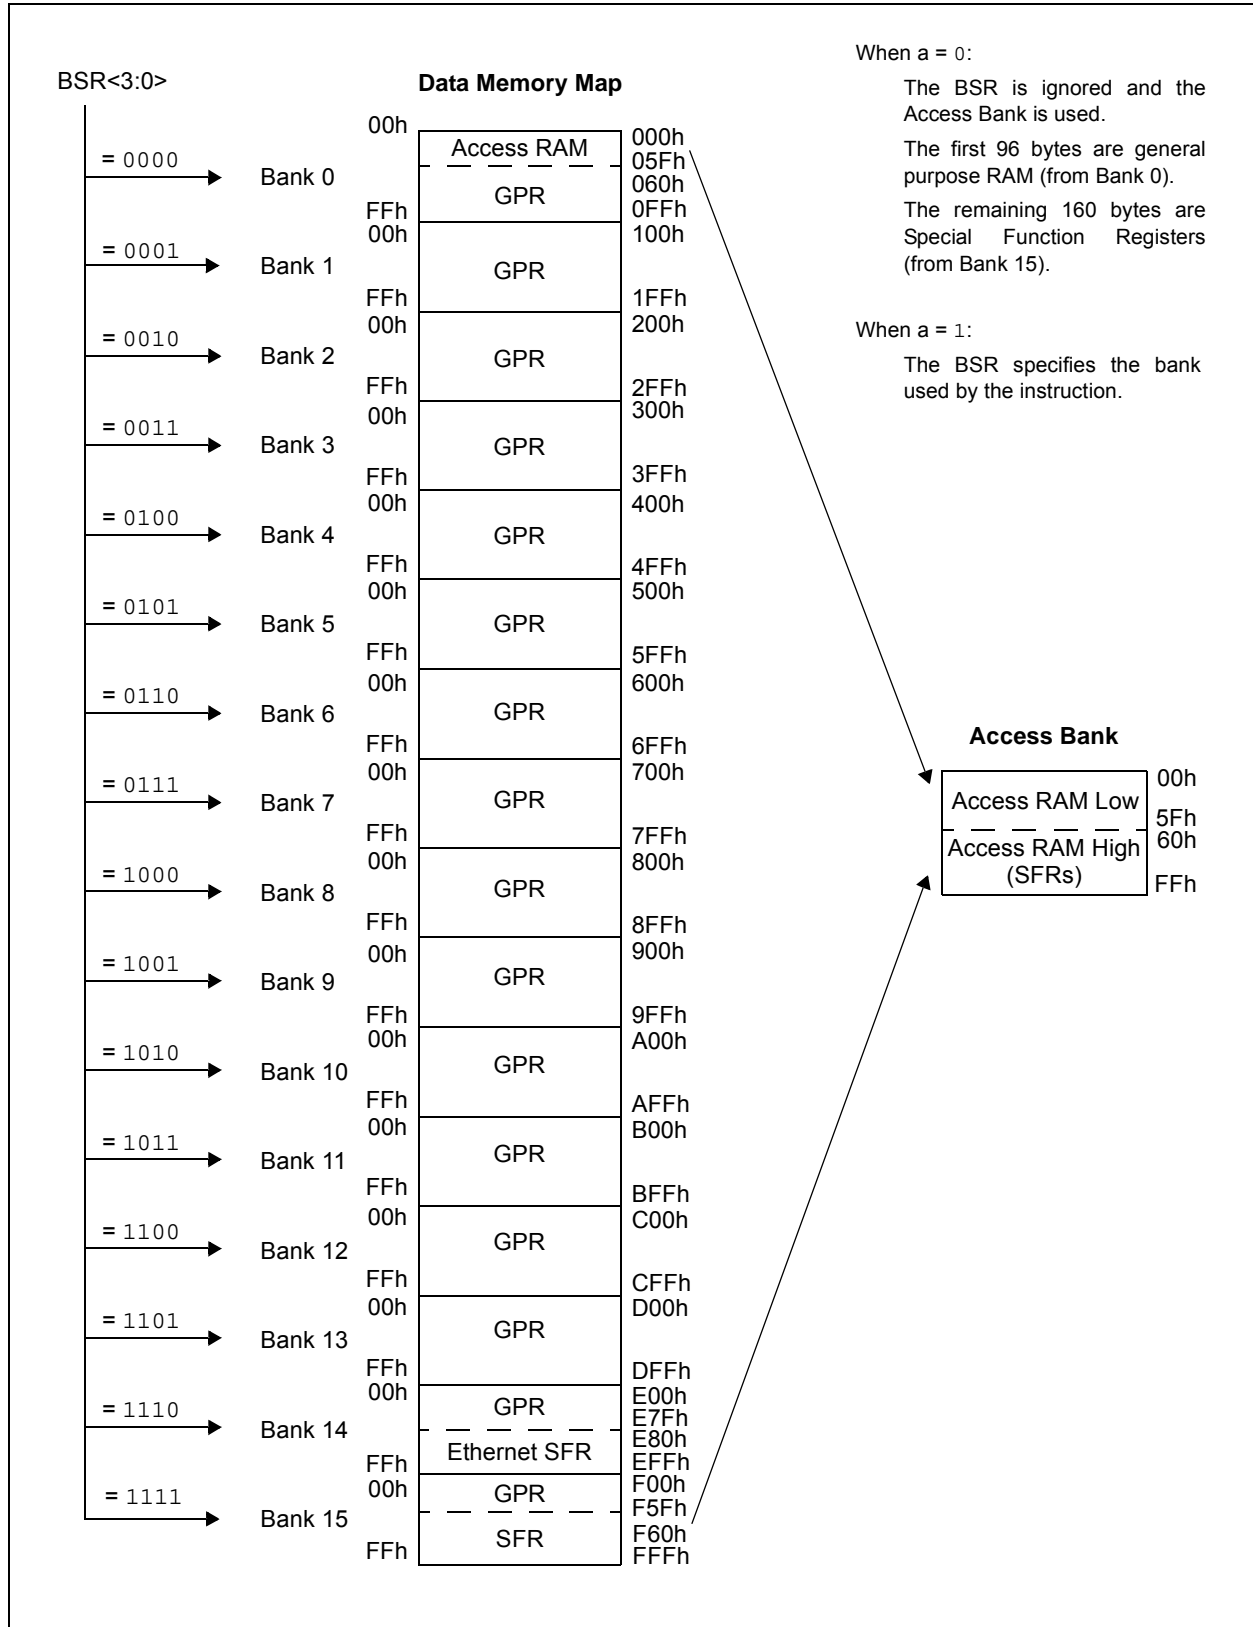 BSR<3:0>
Data Memory Map
When a = 0:
The BSR is ignored and the
Access Bank is used.
The first 96 bytes are general
purpose RAM (from Bank 0).
The remaining 160 bytes are
Special Function Registers
(from Bank 15).
When a = 1:
The BSR specifies the bank
used by the instruction.
= 0000
Bank 0
00h
FFh
Access RAM
GPR
000h
05Fh
060h
0FFh
= 0001
Bank 1
00h
FFh
GPR
100h
1FFh
= 0010
Bank 2
00h
FFh
GPR
200h
2FFh
= 0011
Bank 3
00h
FFh
GPR
300h
3FFh
= 0100
Bank 4
00h
FFh
GPR
400h
4FFh
= 0101
Bank 5
00h
FFh
GPR
500h
5FFh
= 0110
Bank 6
00h
FFh
GPR
600h
6FFh
= 0111
Bank 7
00h
FFh
GPR
700h
7FFh
= 1000
Bank 8
00h
FFh
GPR
800h
8FFh
= 1001
Bank 9
00h
FFh
GPR
900h
9FFh
= 1010
Bank 10
00h
FFh
GPR
A00h
AFFh
= 1011
Bank 11
00h
FFh
GPR
B00h
BFFh
= 1100
Bank 12
00h
FFh
GPR
C00h
CFFh
= 1101
Bank 13
00h
FFh
GPR
D00h
DFFh
= 1110
Bank 14
00h
FFh
GPR
Ethernet SFR
E00h
E7Fh
E80h
EFFh
= 1111
Bank 15
00h
FFh
GPR
SFR
F00h
F5Fh
F60h
FFFh
Access Bank
Access RAM Low
Access RAM High
(SFRs)
00h
5Fh
60h
FFh